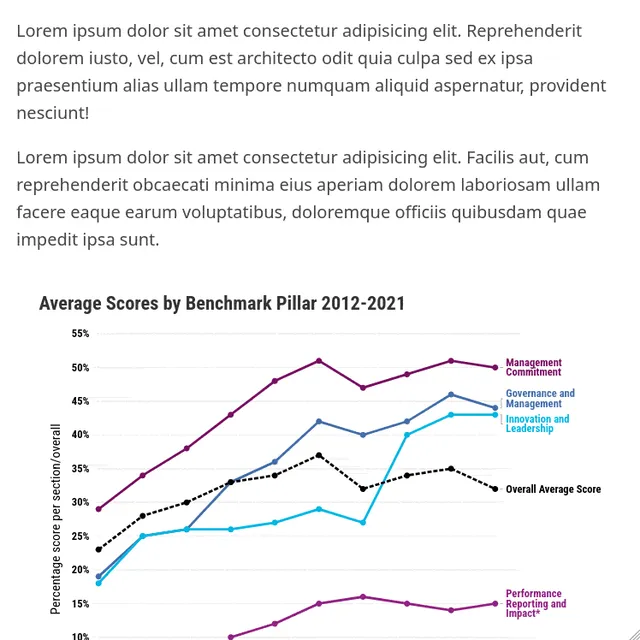 Lorem ipsum dolor sit amet consectetur adipisicing elit. Reprehenderit
dolorem iusto, vel, cum est architecto odit quia culpa sed ex ipsa
praesentium alias ullam tempore numquam aliquid aspernatur, provident
nesciunt!
Lorem ipsum dolor sit amet consectetur adipisicing elit. Facilis aut, cum
reprehenderit obcaecati minima eius aperiam dolorem laboriosam ullam
facere eaque earum voluptatibus, doloremque officiis quibusdam quae
impedit ipsa sunt.
Average Scores by Benchmark Pillar 2012-2021
Percentage score per section/overall
55%
50%
45%
40%
35%
30%
25%
20%
15%
10%
Management
Commitment
Governance and
Management
Innovation and
Leadership
Overall Average Score
Performance
Reporting and
Impact*